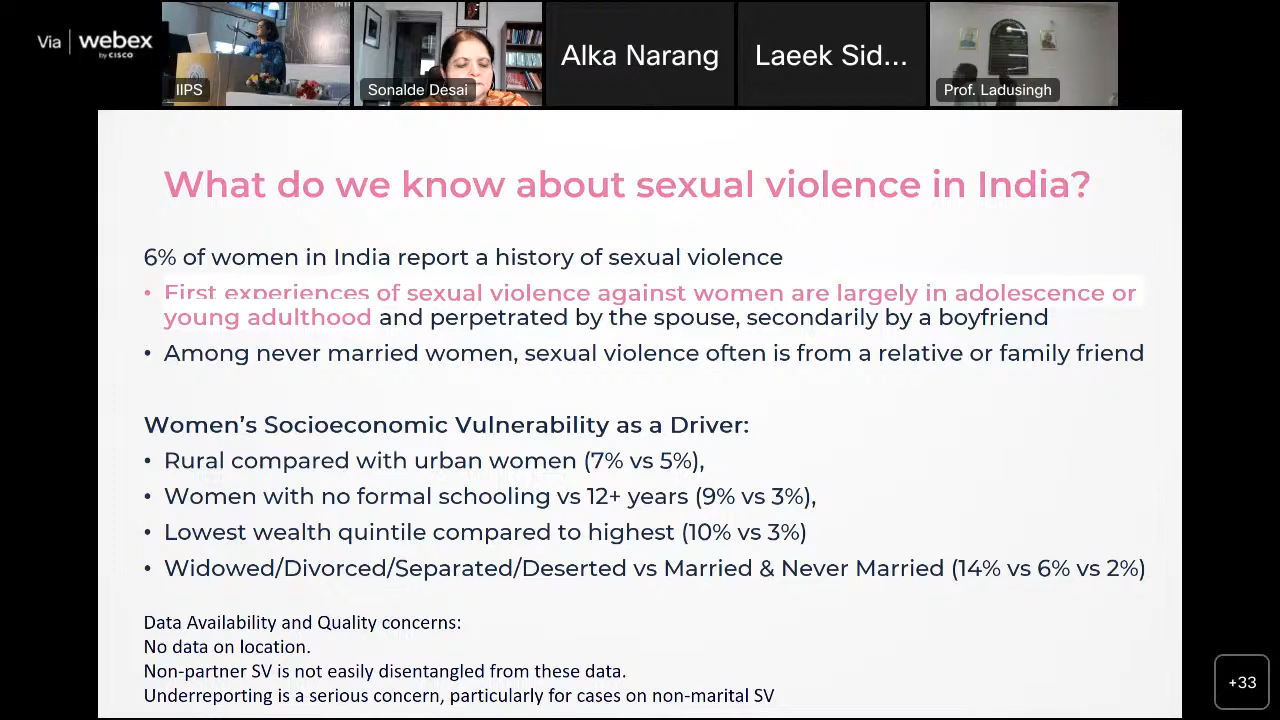 Via | webex
by CISCO
IIPS
Sonalde Desai
Alka Narang
Laeek Sid...
Prof. Ladusingh
What do we know about sexual violence in India?
6% of women in India report a history of sexual violence
• First experiences of sexual violence against women are largely in adolescence or
young adulthood and perpetrated by the spouse, secondarily by a boyfriend
• Among never married women, sexual violence often is from a relative or family friend
Women's Socioeconomic Vulnerability as a Driver:
• Rural compared with urban women (7% vs 5%),
• Women with no formal schooling vs 12+ years (9% vs 3%),
• Lowest wealth quintile compared to highest (10% vs 3%)
• Widowed/Divorced/Separated/Deserted vs Married & Never Married (14% vs 6% vs 2%)
Data Availability and Quality concerns:
No data on location.
Non-partner SV is not easily disentangled from these data.
Underreporting is a serious concern, particularly for cases on non-marital SV
+33